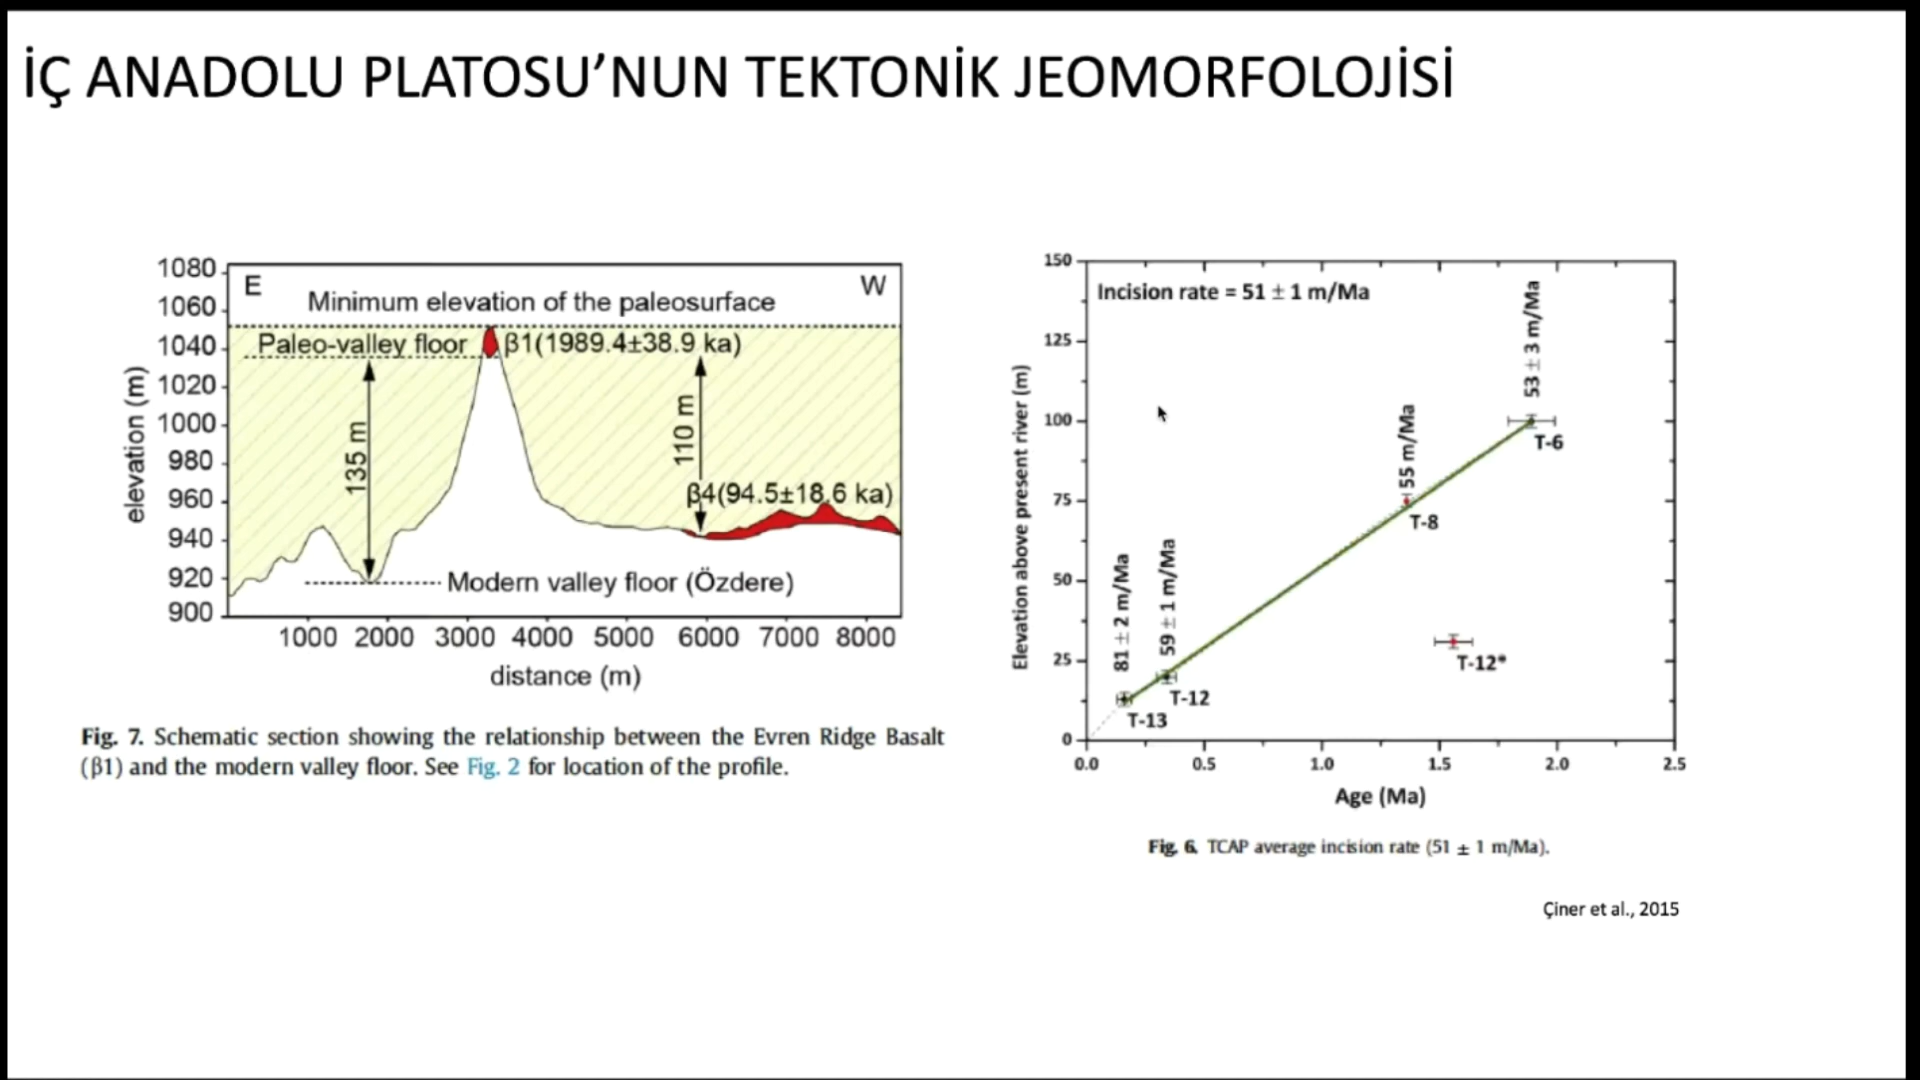 İÇ ANADOLU PLATOSU’NUN TEKTONİK JEOMORFOLOJİSİ
1080
1060
1040
1020
1000
980
960
940
920
900
elevation (m)
E
W
Minimum elevation of the paleosurface
Paleo-valley floor
β1(1989.4±38.9 ka)
135 m
110 m
β4(94.5±18.6 ka)
Modern valley floor (Özdere)
1000 2000 3000 4000 5000 6000 7000 8000
distance (m)
Fig. 7. Schematic section showing the relationship between the Evren Ridge Basalt
(β1) and the modern valley floor. See Fig. 2 for location of the profile.
150
125
100
75
50
25
0
Elevation above present river (m)
Incision rate = 51 ± 1 m/Ma
53 ± 3 m/Ma
T-6
55 m/Ma
T-8
81 ± 2 m/Ma
59 ± 1 m/Ma
T-12*
T-12
T-13
0.0 0.5 1.0 1.5 2.0 2.5
Age (Ma)
Fig. 6. TCAP average incision rate (51 ± 1 m/Ma).
Çiner et al., 2015